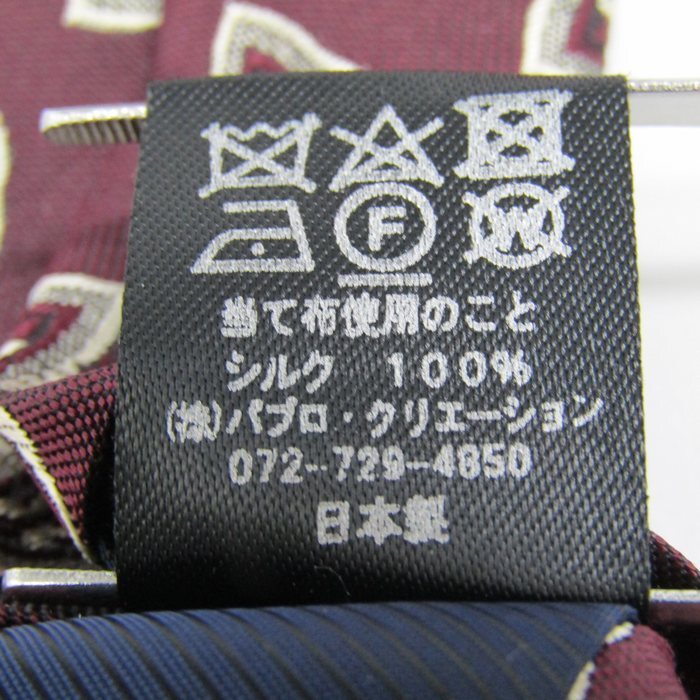 F W
当て布使用のこと
シルク 100%
(株)パブロ・クリエーション
072-729-4850
日本製